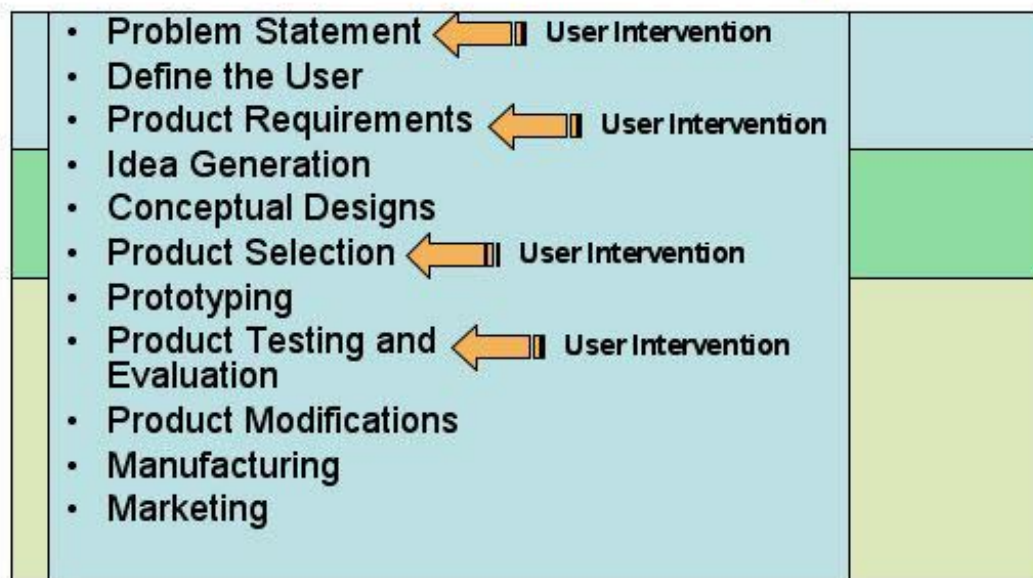 • Problem Statement User Intervention
• Define the User
• Product Requirements User Intervention
• Idea Generation
• Conceptual Designs
• Product Selection User Intervention
• Prototyping
• Product Testing and User Intervention
Evaluation
• Product Modifications
• Manufacturing
• Marketing